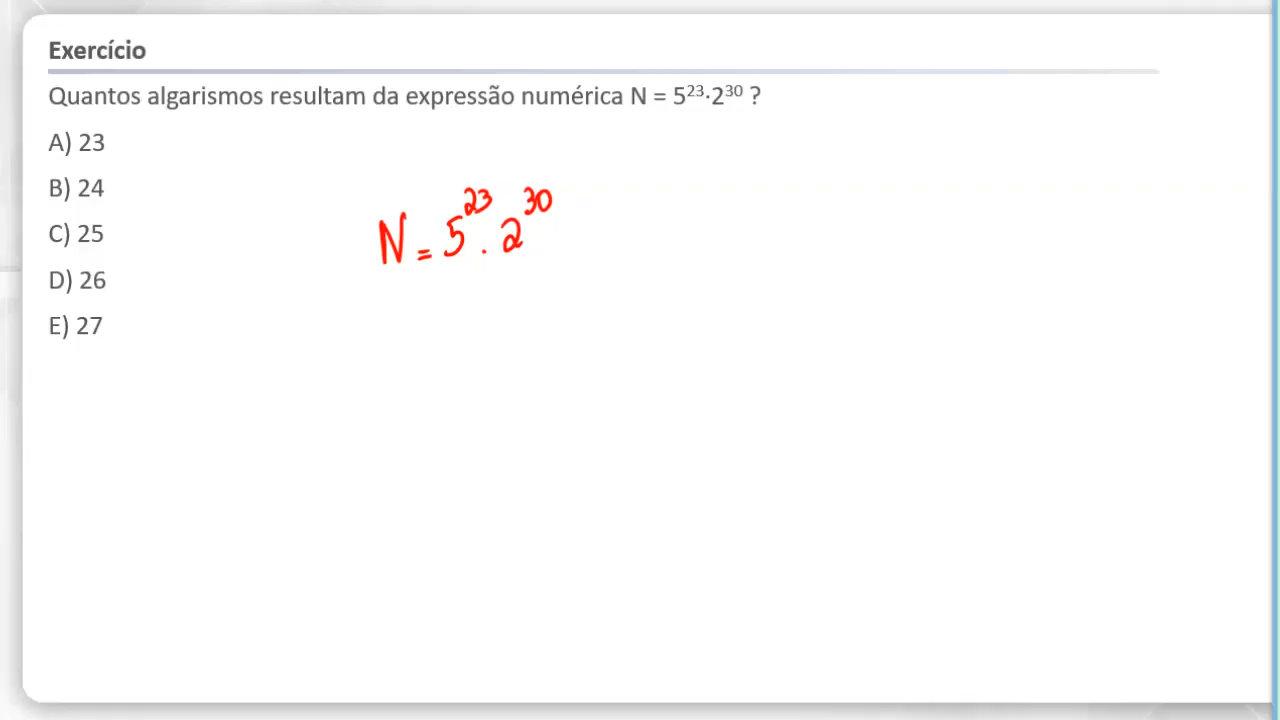 Exercício
Quantos algarismos resultam da expressão numérica N = 5²³·2³⁰ ?
A) 23
B) 24
C) 25
D) 26
E) 27
N = 5²³ . 2³⁰